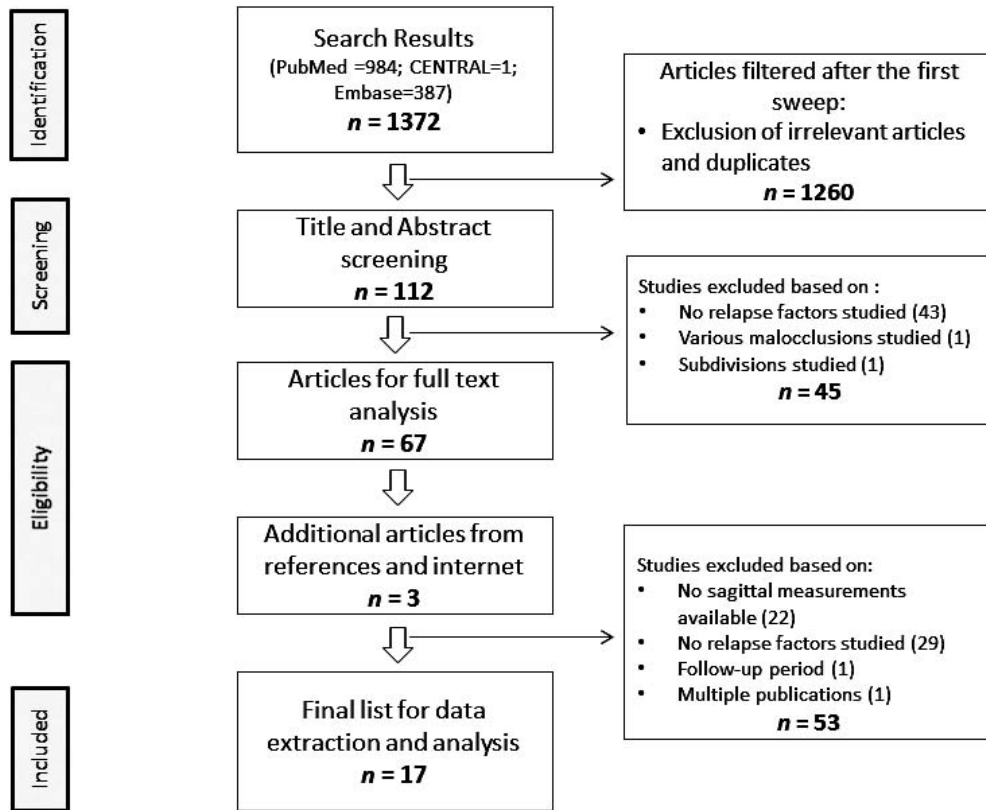 Identification
Search Results
(PubMed =984; CENTRAL=1;
Embase=387)
n = 1372
Articles filtered after the first
sweep:
• Exclusion of irrelevant articles
and duplicates
n = 1260
Screening
Title and Abstract
screening
n = 112
Studies excluded based on :
• No relapse factors studied (43)
• Various malocclusions studied (1)
• Subdivisions studied (1)
n = 45
Eligibility
Articles for full text
analysis
n = 67
Additional articles from
references and internet
n = 3
Studies excluded based on:
• No sagittal measurements
available (22)
• No relapse factors studied (29)
• Follow-up period (1)
• Multiple publications (1)
n = 53
Included
Final list for data
extraction and analysis
n = 17